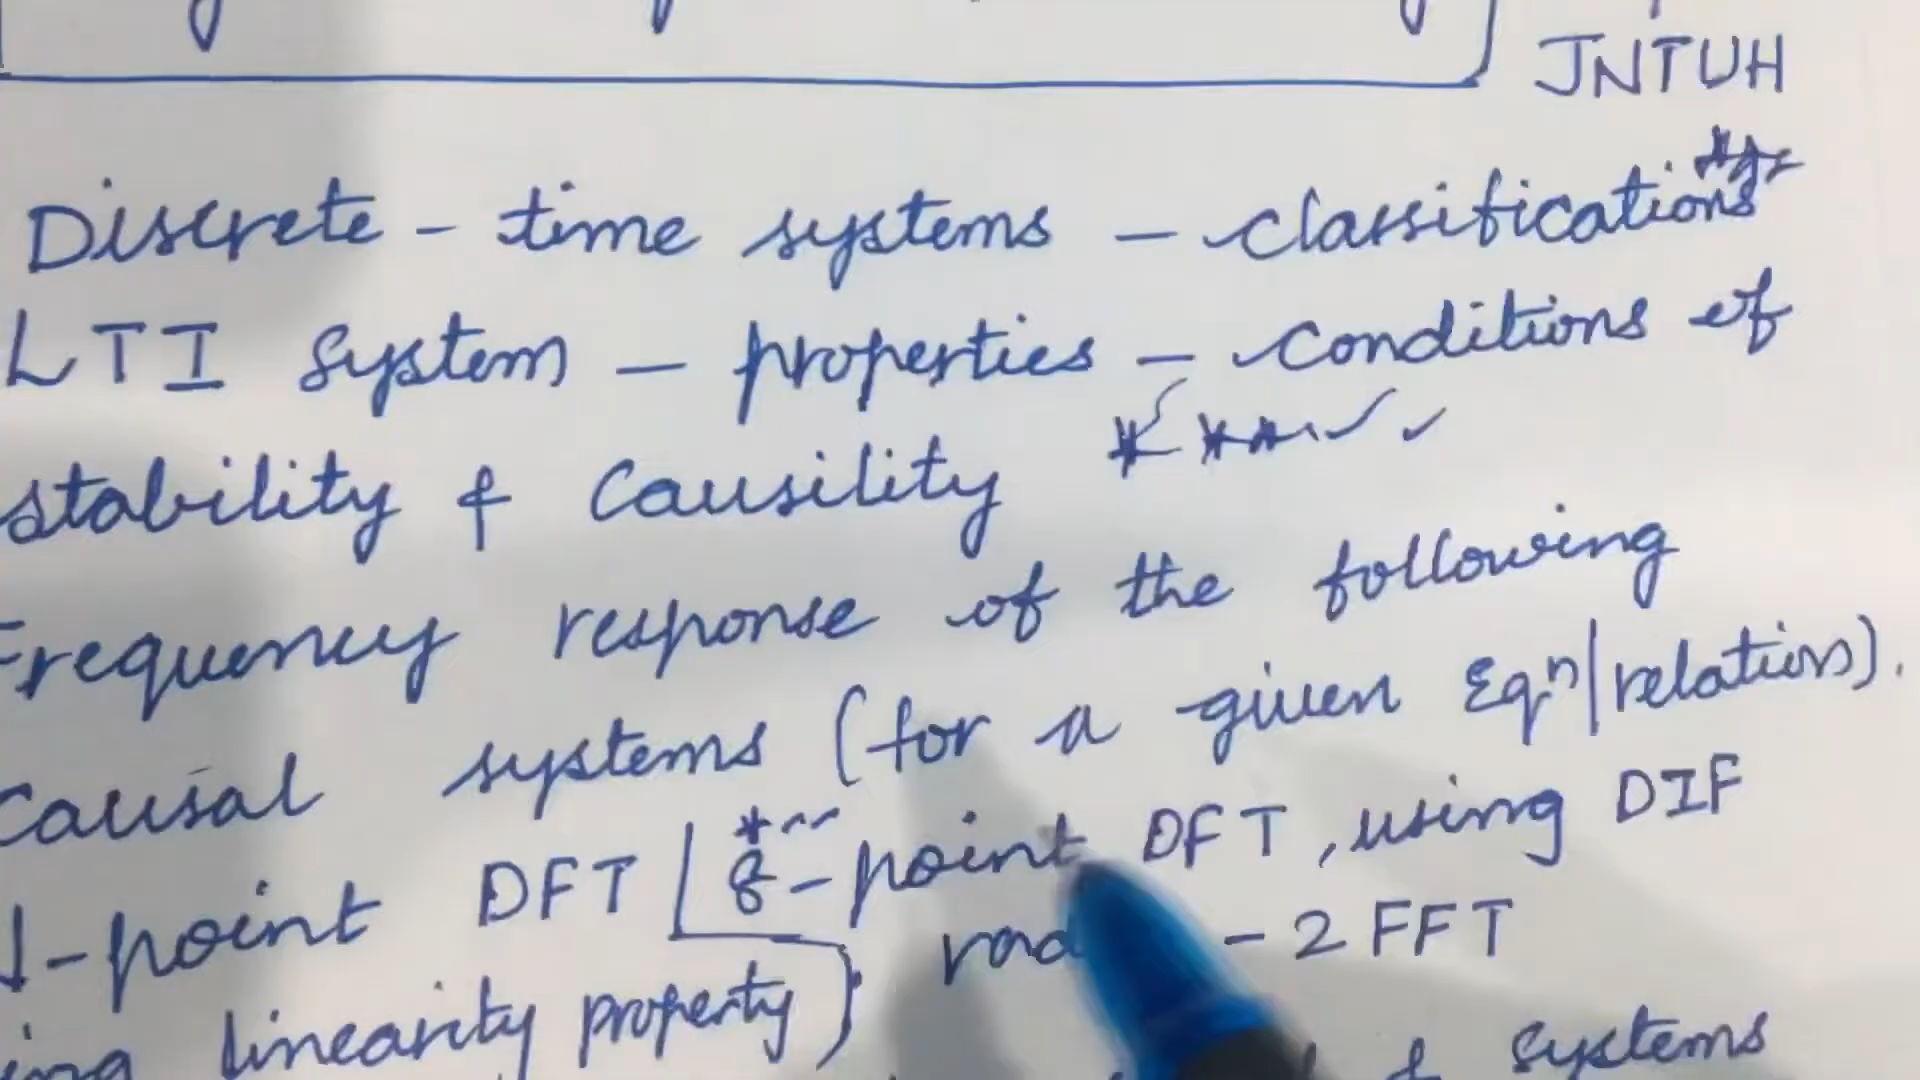 JNTUH
Discrete - time systems - classifications
LTI System - properties - conditions of
stability & Causility
Frequency response of the following
Causal systems (for a given Eqn/relations).
-point DFT 8-point DFT, using DIF
linearity property) - 2 FFT
systems